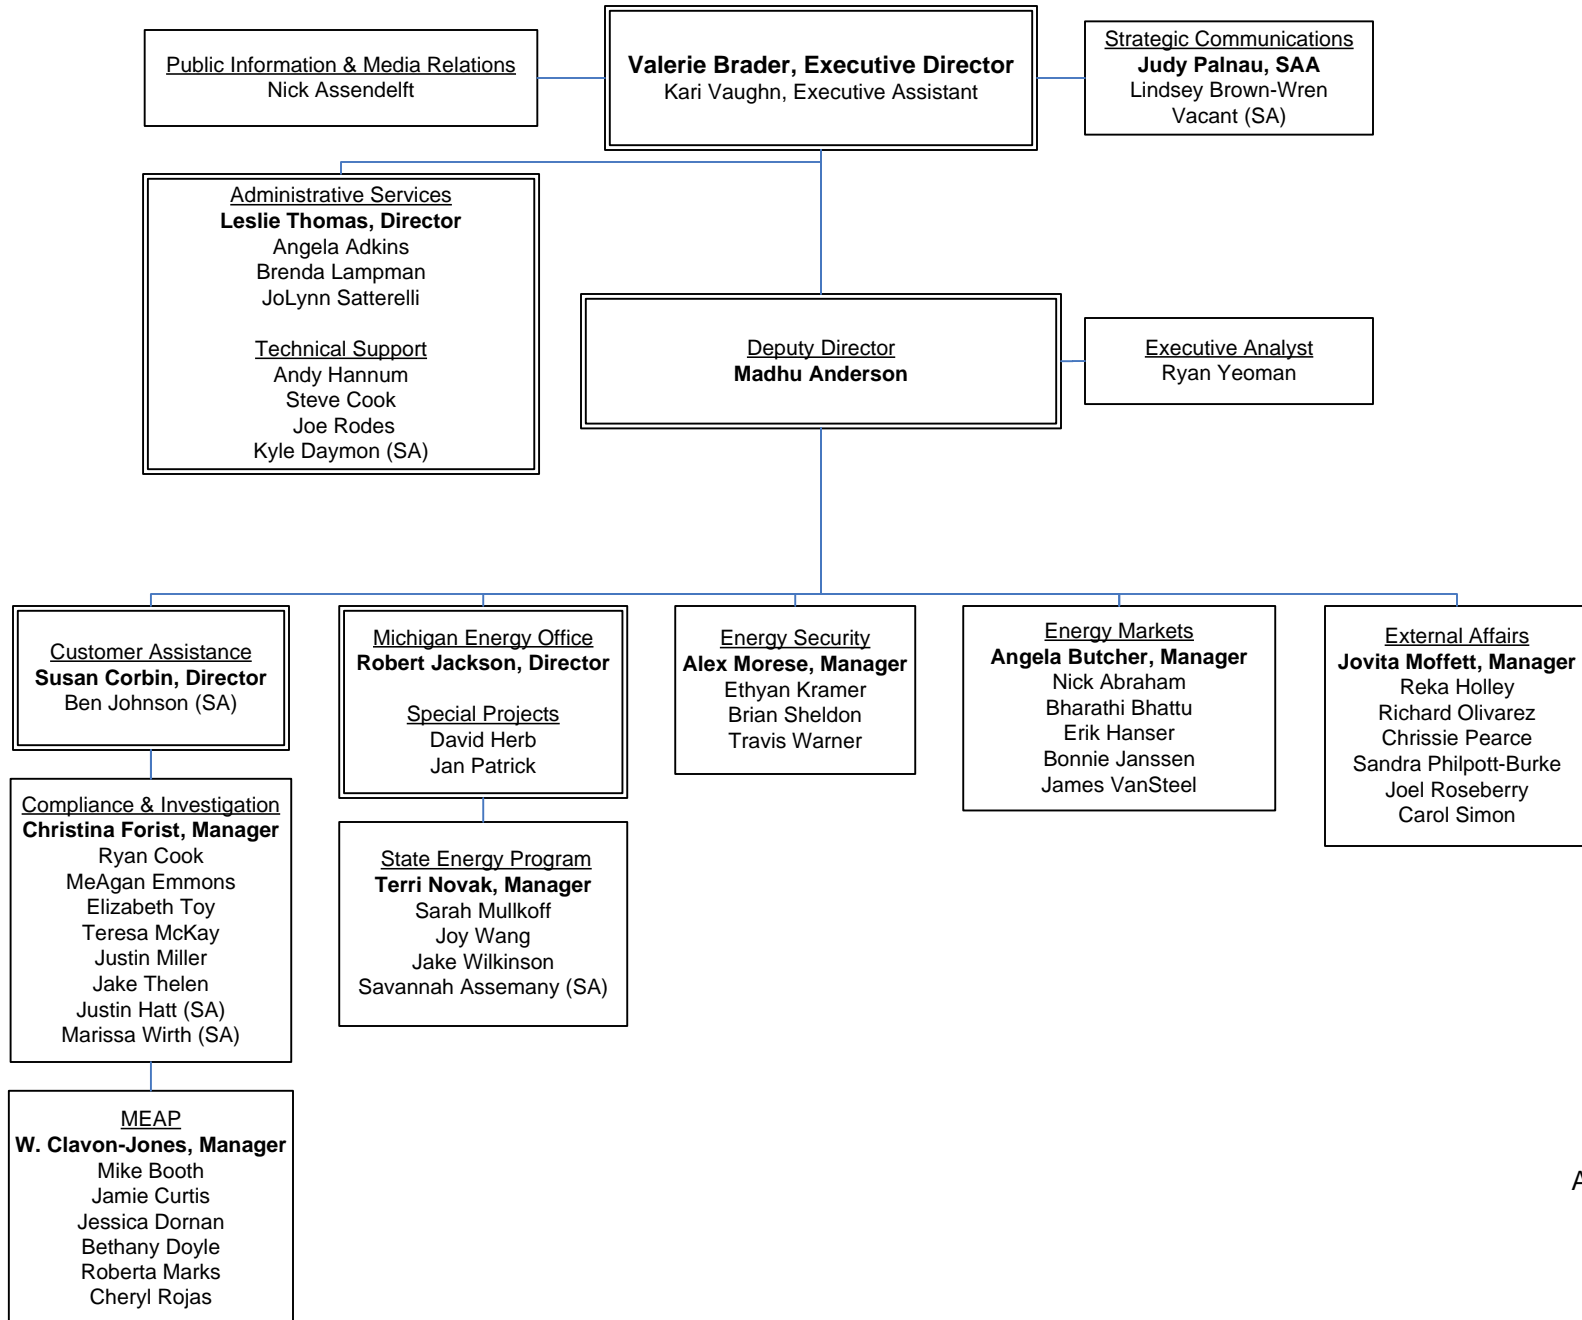 Public Information & Media Relations
Nick Assendelft
Valerie Brader, Executive Director
Kari Vaughn, Executive Assistant
Strategic Communications
Judy Palnau, SAA
Lindsey Brown-Wren
Vacant (SA)
Administrative Services
Leslie Thomas, Director
Angela Adkins
Brenda Lampman
JoLynn Satterelli
Technical Support
Andy Hannum
Steve Cook
Joe Rodes
Kyle Daymon (SA)
Deputy Director
Madhu Anderson
Executive Analyst
Ryan Yeoman
Customer Assistance
Susan Corbin, Director
Ben Johnson (SA)
Compliance & Investigation
Christina Forist, Manager
Ryan Cook
MeAgan Emmons
Elizabeth Toy
Teresa McKay
Justin Miller
Jake Thelen
Justin Hatt (SA)
Marissa Wirth (SA)
MEAP
W. Clavon-Jones, Manager
Mike Booth
Jamie Curtis
Jessica Dornan
Bethany Doyle
Roberta Marks
Cheryl Rojas
Michigan Energy Office
Robert Jackson, Director
Special Projects
David Herb
Jan Patrick
State Energy Program
Terri Novak, Manager
Sarah Mullkoff
Joy Wang
Jake Wilkinson
Savannah Assemany (SA)
Energy Security
Alex Morese, Manager
Ethyan Kramer
Brian Sheldon
Travis Warner
Energy Markets
Angela Butcher, Manager
Nick Abraham
Bharathi Bhattu
Erik Hanser
Bonnie Janssen
James VanSteel
External Affairs
Jovita Moffett, Manager
Reka Holley
Richard Olivarez
Chrissie Pearce
Sandra Philpott-Burke
Joel Roseberry
Carol Simon